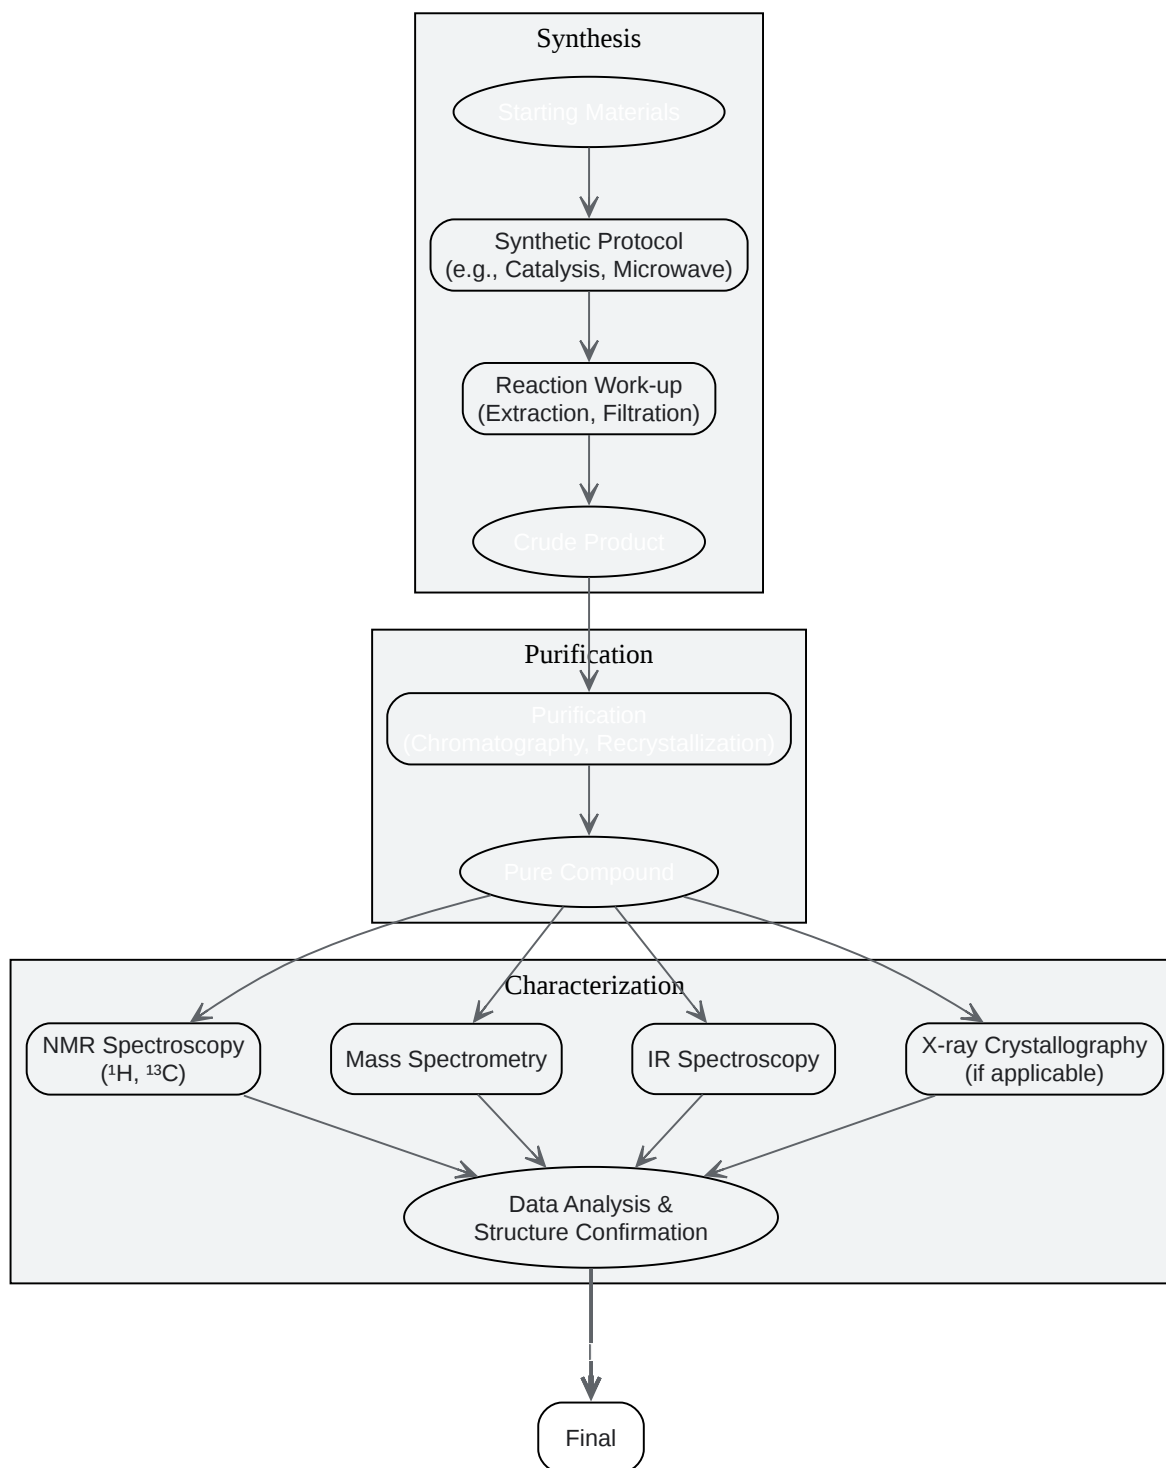 Synthesis
Starting Materials
Synthetic Protocol
(e.g., Catalysis, Microwave)
Reaction Work-up
(Extraction, Filtration)
Crude Product
Purification
Purification
(Chromatography, Recrystallization)
Pure Compound
Characterization
NMR Spectroscopy
(¹H, ¹³C)
Mass Spectrometry
IR Spectroscopy
X-ray Crystallography
(if applicable)
Data Analysis &
Structure Confirmation
Final